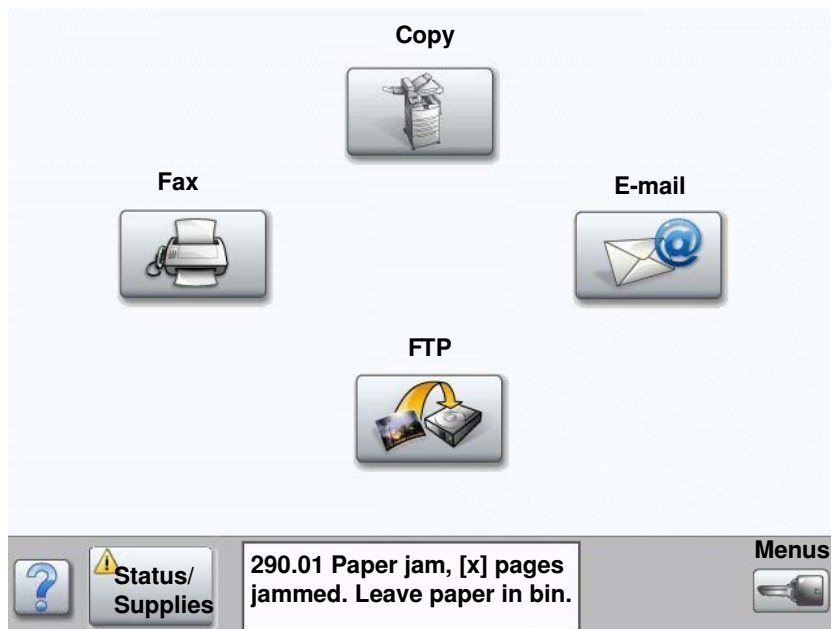 Copy
Fax
E-mail
FTP
Status/
Supplies
290.01 Paper jam, [x] pages
jammed. Leave paper in bin.
Menus